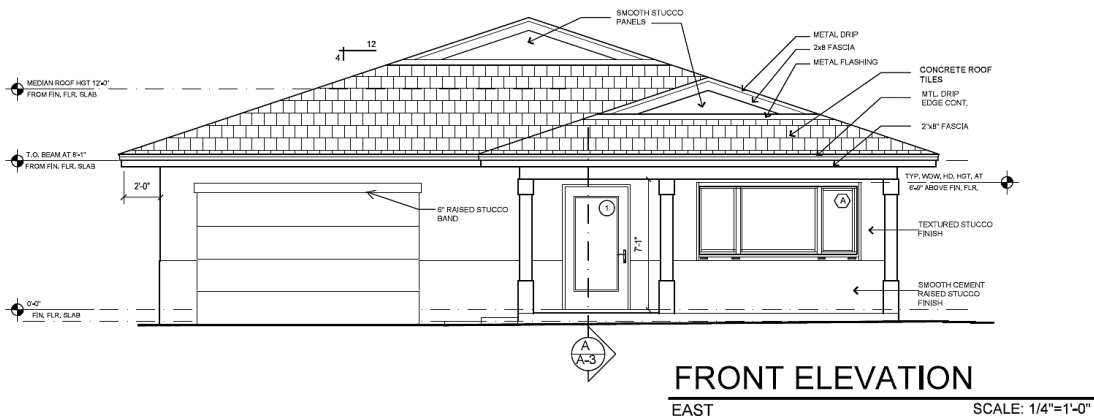 SMOOTH STUCCO
PANELS
12
4
METAL DRIP
2x8 FASCIA
METAL FLASHING
CONCRETE ROOF
TILES
MTL. DRIP
EDGE CONT.
2"x8" FASCIA
MEDIAN ROOF HGT 12'-0"
FROM FIN. FLR. SLAB
T.O. BEAM AT 8'-1"
FROM FIN. FLR. SLAB
2'-0"
6" RAISED STUCCO
BAND
1
7'-1"
A
TYP. WDW. HD. HGT. AT
ABOVE FIN. FLR.
TEXTURED STUCCO
FINISH
SMOOTH CEMENT
RAISED STUCCO
FINISH
0'-0"
FIN. FLR. SLAB
A
A-3
FRONT ELEVATION
EAST
SCALE: 1/4"=1'-0"